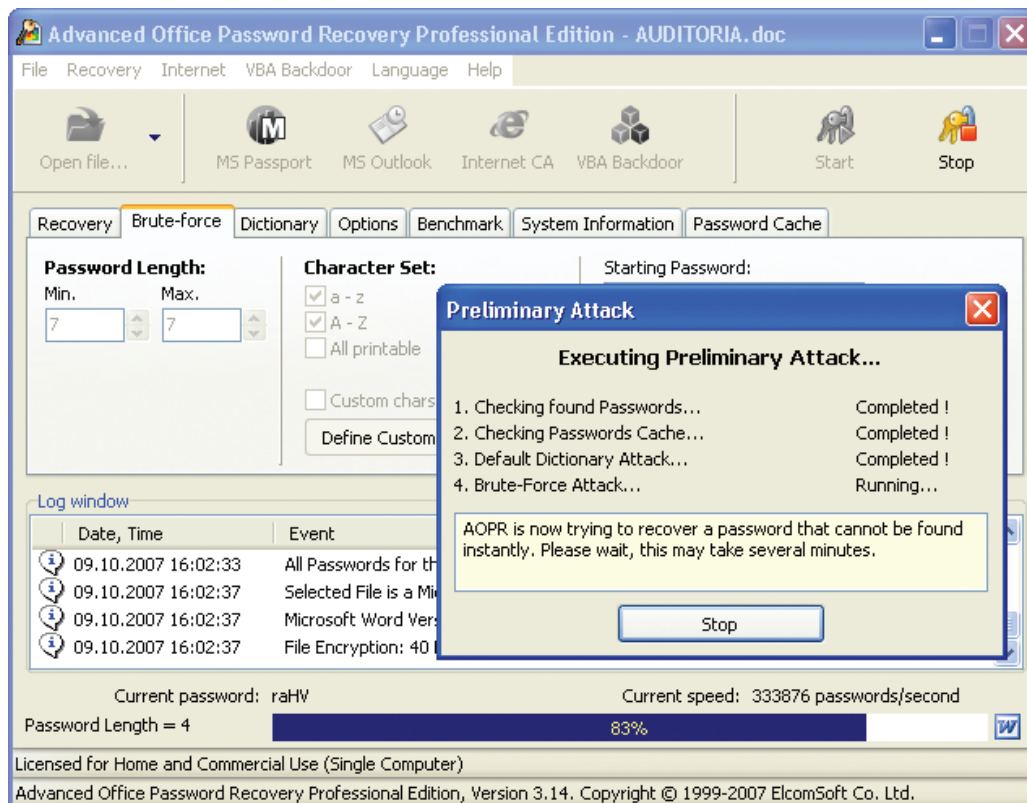 Advanced Office Password Recovery Professional Edition - AUDITORIA.doc
File Recovery Internet VBA Backdoor Language Help
Open file... MS Passport MS Outlook Internet CA VBA Backdoor Start Stop
Recovery Brute-force Dictionary Options Benchmark System Information Password Cache
Password Length: Character Set: Starting Password:
Min. Max. a - z
7 7 A - Z
All printable
Custom chars
Define Custom
Preliminary Attack
Executing Preliminary Attack...
1. Checking found Passwords... Completed !
2. Checking Passwords Cache... Completed !
3. Default Dictionary Attack... Completed !
4. Brute-Force Attack... Running...
AOPR is now trying to recover a password that cannot be found
instantly. Please wait, this may take several minutes.
Stop
Log window
Date, Time Event
09.10.2007 16:02:33 All Passwords for th
09.10.2007 16:02:37 Selected File is a Mi
09.10.2007 16:02:37 Microsoft Word Vers
09.10.2007 16:02:37 File Encryption: 40
Current password: raHV Current speed: 333876 passwords/second
Password Length = 4 83%
Licensed for Home and Commercial Use (Single Computer)
Advanced Office Password Recovery Professional Edition, Version 3.14. Copyright © 1999-2007 ElcomSoft Co. Ltd.